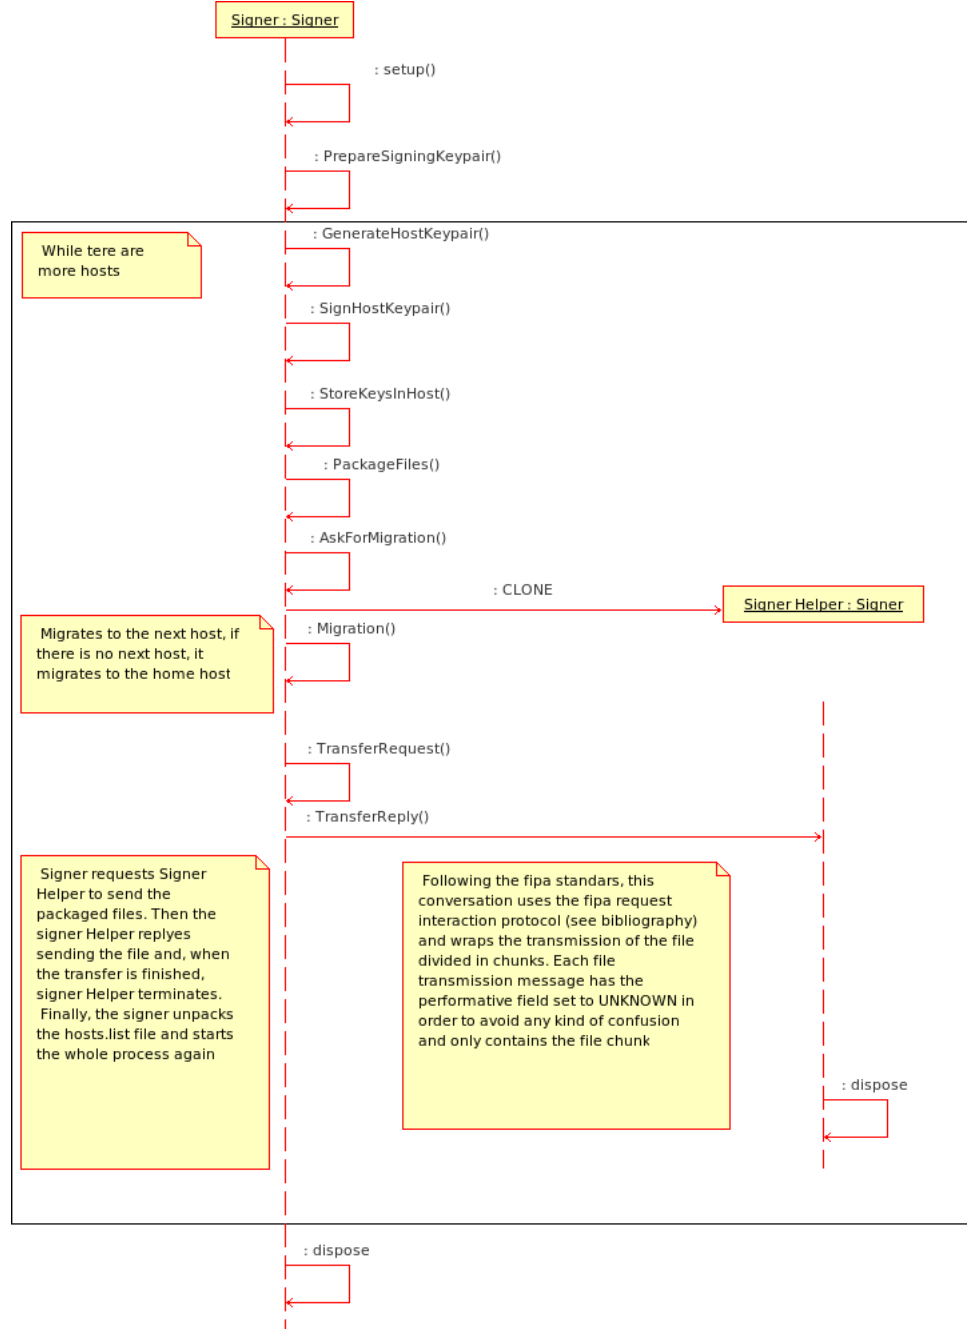 Signer : Signer
: setup()
: PrepareSigningKeypair()
: GenerateHostKeypair()
While tere are
more hosts
: SignHostKeypair()
: StoreKeysInHost()
: PackageFiles()
: AskForMigration()
: CLONE
Signer Helper : Signer
: Migration()
Migrates to the next host, if
there is no next host, it
migrates to the home host
: TransferRequest()
: TransferReply()
Signer requests Signer
Helper to send the
packaged files. Then the
signer Helper replyes
sending the file and, when
the transfer is finished,
signer Helper terminates.
Finally, the signer unpacks
the hosts.list file and starts
the whole process again
Following the fipa standars, this
conversation uses the fipa request
interaction protocol (see bibliography)
and wraps the transmission of the file
divided in chunks. Each file
transmission message has the
performative field set to UNKNOWN in
order to avoid any kind of confusion
and only contains the file chunk
: dispose
: dispose